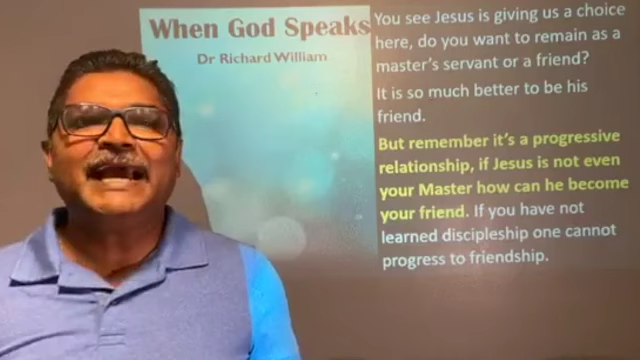 When God Speaks
Dr Richard William
You see Jesus is giving us a choice
here, do you want to remain as a
master's servant or a friend?
It is so much better to be his
friend.
But remember it's a progressive
relationship, if Jesus is not even
your Master how can he become
your friend. If you have not
learned discipleship one cannot
progress to friendship.